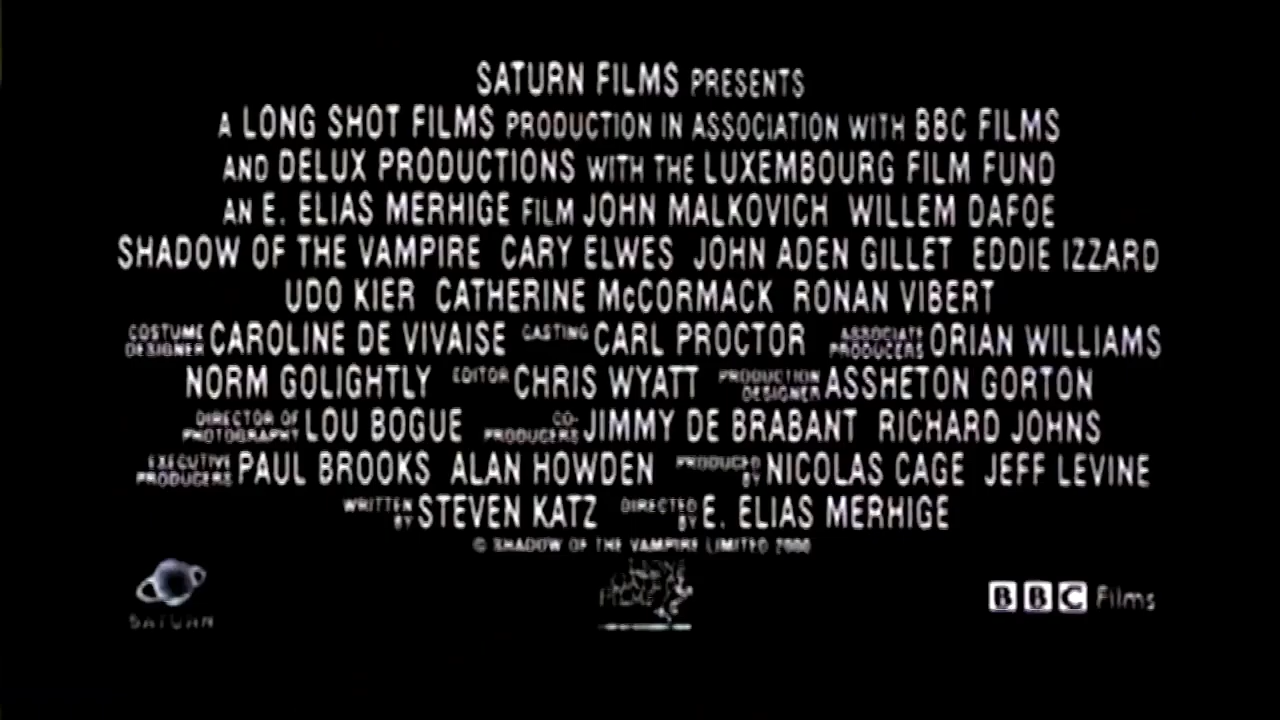 SATURN FILMS PRESENTS
A LONG SHOT FILMS PRODUCTION IN ASSOCIATION WITH BBC FILMS
AND DELUX PRODUCTIONS WITH THE LUXEMBOURG FILM FUND
AN E. ELIAS MERHIGE FILM JOHN MALKOVICH WILLEM DAFOE
SHADOW OF THE VAMPIRE CARY ELWES JOHN ADEN GILLET EDDIE IZZARD
UDO KIER CATHERINE McCORMACK RONAN VIBERT
COSTUME DESIGNER CAROLINE DE VIVAISE CASTING CARL PROCTOR ASSOCIATE PRODUCERS ORIAN WILLIAMS
NORM GOLIGHTLY EDITOR CHRIS WYATT PRODUCTION DESIGNER ASSHETON GORTON
DIRECTOR OF PHOTOGRAPHY LOU BOGUE CO-PRODUCERS JIMMY DE BRABANT RICHARD JOHNS
EXECUTIVE PRODUCERS PAUL BROOKS ALAN HOWDEN PRODUCED BY NICOLAS CAGE JEFF LEVINE
WRITTEN BY STEVEN KATZ DIRECTED BY E. ELIAS MERHIGE
© SHADOW OF THE VAMPIRE LIMITED 2000
SATURN
FILMS
BBC Films